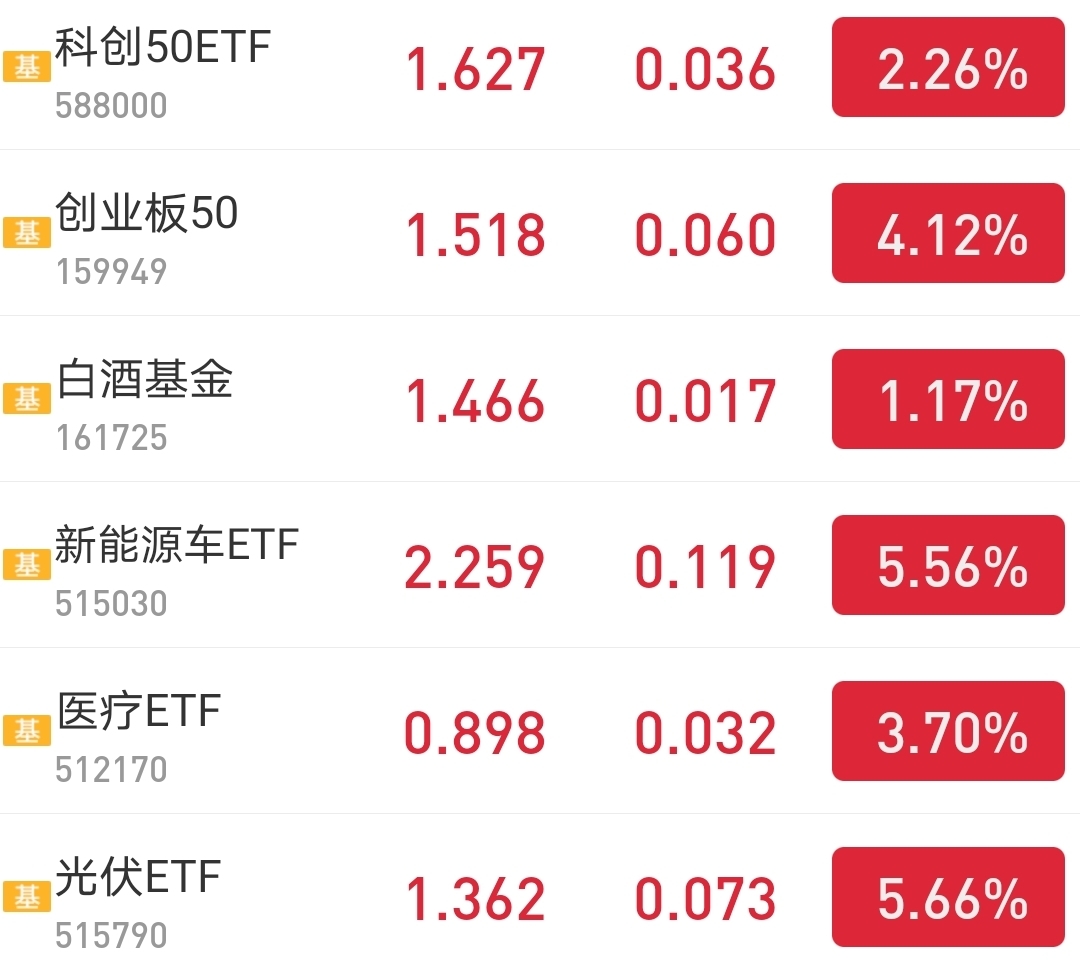 科创50ETF 1.627 0.036 2.26%
基 588000
创业板50 1.518 0.060 4.12%
基 159949
白酒基金 1.466 0.017 1.17%
基 161725
新能源车ETF 2.259 0.119 5.56%
基 515030
医疗ETF 0.898 0.032 3.70%
基 512170
光伏ETF 1.362 0.073 5.66%
基 515790